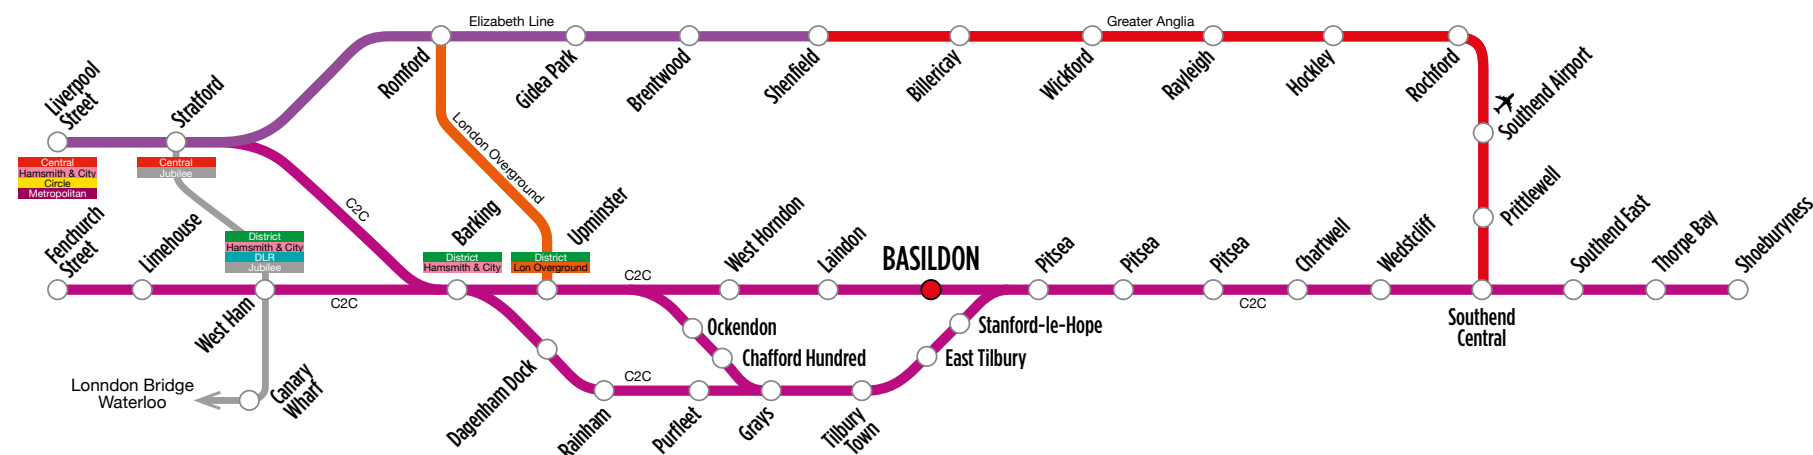 Elizabeth Line
Greater Anglia
Liverpool
Street
Stratford
Romford
Gidea Park
Brentwood
Shenfield
Billericay
Wickford
Rayleigh
Hockley
Rochford
Southend Airport
Prittlewell
Central
Hamsmith & City
Circle
Metropolitan
Central
Jubilee
London Overground
C2C
Fenchurch
Street
Limehouse
District
Hamsmith & City
DLR
Jubilee
West Ham
C2C
Barking
District
Hamsmith & City
Upminster
District
Lon Overground
C2C
West Horndon
Laindon
BASILDON
Pitsea
Pitsea
Pitsea
Chartwell
Wedstcliff
C2C
Southend
Central
Southend East
Thorpe Bay
Shoeburyness
Ockendon
Chafford Hundred
Stanford-le-Hope
East Tilbury
Lonndon Bridge
Waterloo
Canary
Wharf
Dagenham Dock
C2C
Rainham
Purfleet
Grays
Tilbury
Town